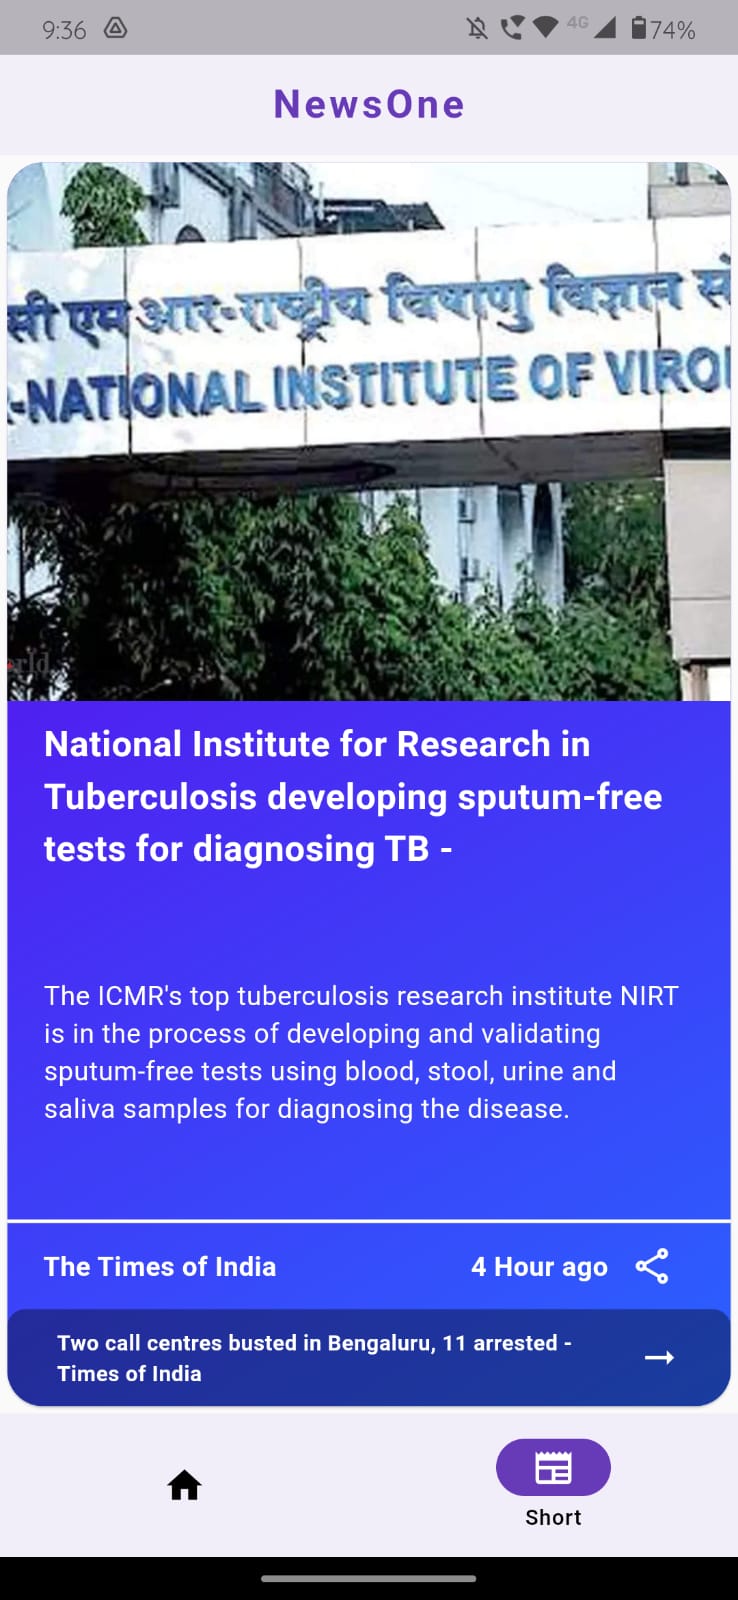 9:36
4G
74%
NewsOne
सी एम आर-राष्ट्रीय विषाणु विज्ञान सं
-NATIONAL INSTITUTE OF VIRO
National Institute for Research in
Tuberculosis developing sputum-free
tests for diagnosing TB -
The ICMR's top tuberculosis research institute NIRT
is in the process of developing and validating
sputum-free tests using blood, stool, urine and
saliva samples for diagnosing the disease.
The Times of India
4 Hour ago
Two call centres busted in Bengaluru, 11 arrested -
Times of India
Short